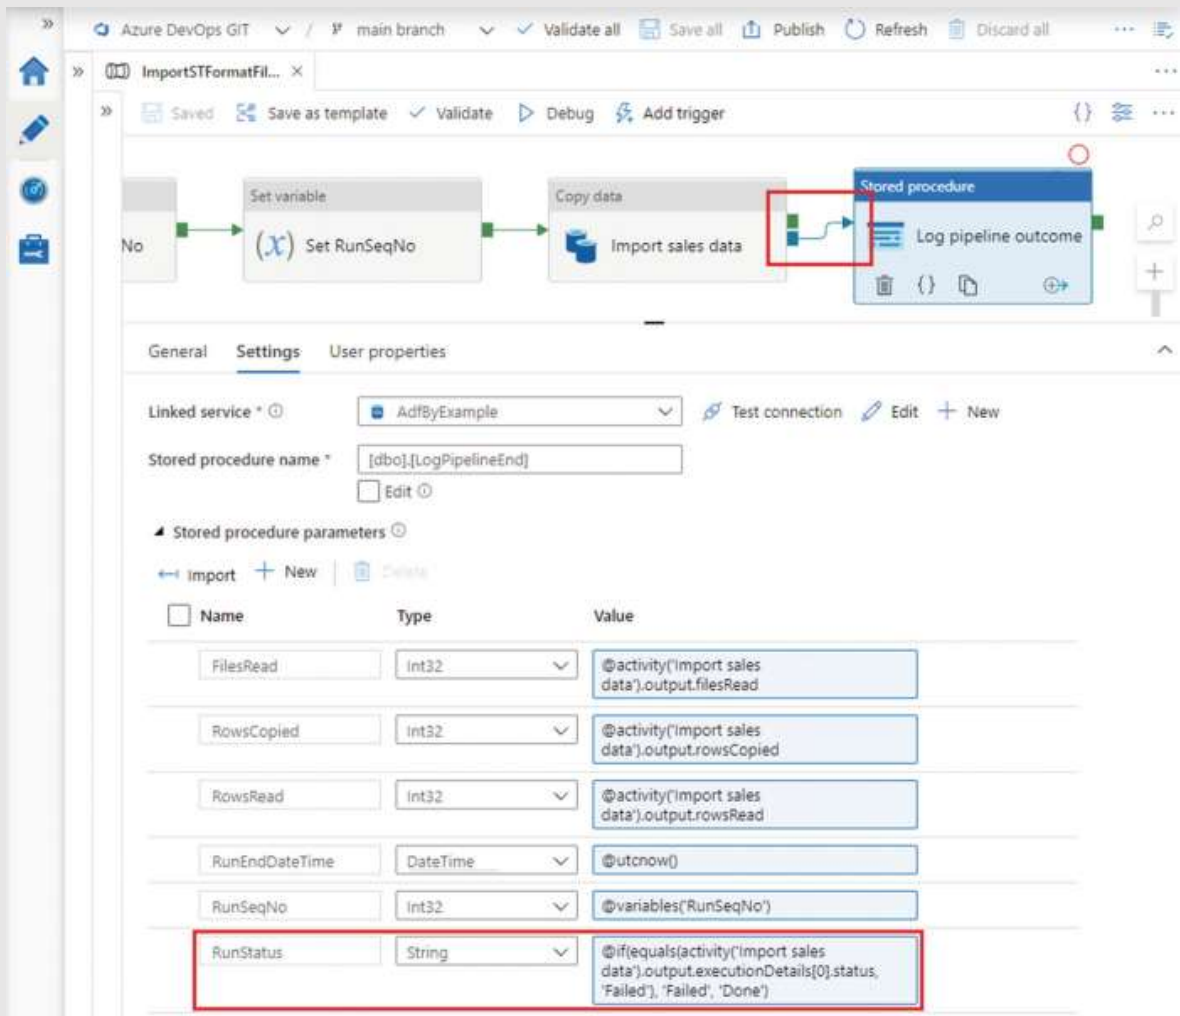 Azure DevOps GIT / main branch Validate all Save all Publish Refresh Discard all
ImportSTFormatFil...
Saved Save as template Validate Debug Add trigger
Set variable Copy data Stored procedure
No (x) Set RunSeqNo Import sales data Log pipeline outcome
General Settings User properties
Linked service * AdfByExample Test connection Edit New
Stored procedure name * [dbo].[LogPipelineEnd]
Edit
Stored procedure parameters
Import New Delete
Name Type Value
FilesRead Int32 @activity('Import sales
data').output.filesRead
RowsCopied Int32 @activity('Import sales
data').output.rowsCopied
RowsRead Int32 @activity('Import sales
data').output.rowsRead
RunEndDateTime DateTime @utcnow()
RunSeqNo Int32 @variables('RunSeqNo')
RunStatus String @if(equals(activity('Import sales
data').output.executionDetails[0].status,
'Failed'), 'Failed', 'Done')